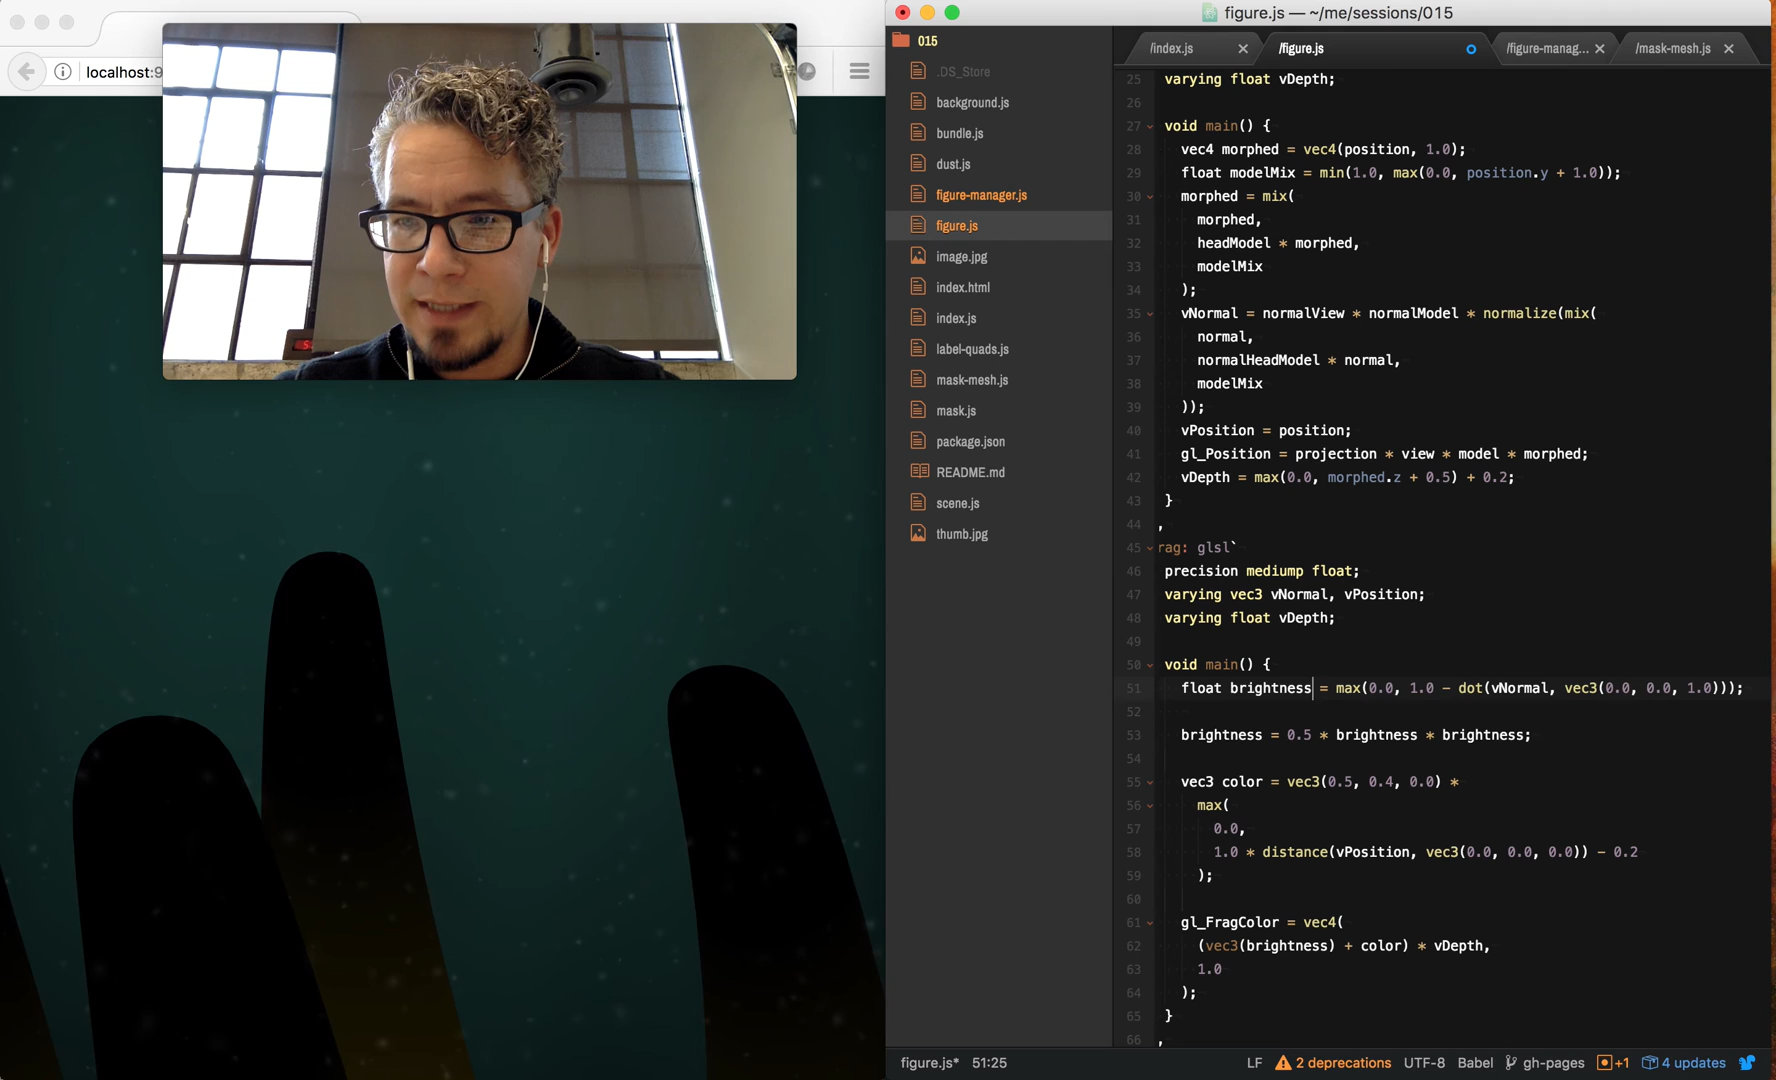 localhost:9
figure.js — ~/me/sessions/015
015
.DS_Store
background.js
bundle.js
dust.js
figure-manager.js
figure.js
image.jpg
index.html
index.js
label-quads.js
mask-mesh.js
mask.js
package.json
README.md
scene.js
thumb.jpg
/index.js
/figure.js
/figure-manag...
/mask-mesh.js
25 varying float vDepth;
26
27 void main() {
28 vec4 morphed = vec4(position, 1.0);
29 float modelMix = min(1.0, max(0.0, position.y + 1.0));
30 morphed = mix(
31 morphed,
32 headModel * morphed,
33 modelMix
34 );
35 vNormal = normalView * normalModel * normalize(mix(
36 normal,
37 normalHeadModel * normal,
38 modelMix
39 ));
40 vPosition = position;
41 gl_Position = projection * view * model * morphed;
42 vDepth = max(0.0, morphed.z + 0.5) + 0.2;
43 }
44 ,
45 rag: glsl`
46 precision mediump float;
47 varying vec3 vNormal, vPosition;
48 varying float vDepth;
49
50 void main() {
51 float brightness = max(0.0, 1.0 - dot(vNormal, vec3(0.0, 0.0, 1.0)));
52
53 brightness = 0.5 * brightness * brightness;
54
55 vec3 color = vec3(0.5, 0.4, 0.0) *
56 max(
57 0.0,
58 1.0 * distance(vPosition, vec3(0.0, 0.0, 0.0)) - 0.2
59 );
60
61 gl_FragColor = vec4(
62 (vec3(brightness) + color) * vDepth,
63 1.0
64 );
65 }
66 ,
figure.js* 51:25 LF 2 deprecations UTF-8 Babel gh-pages +1 4 updates